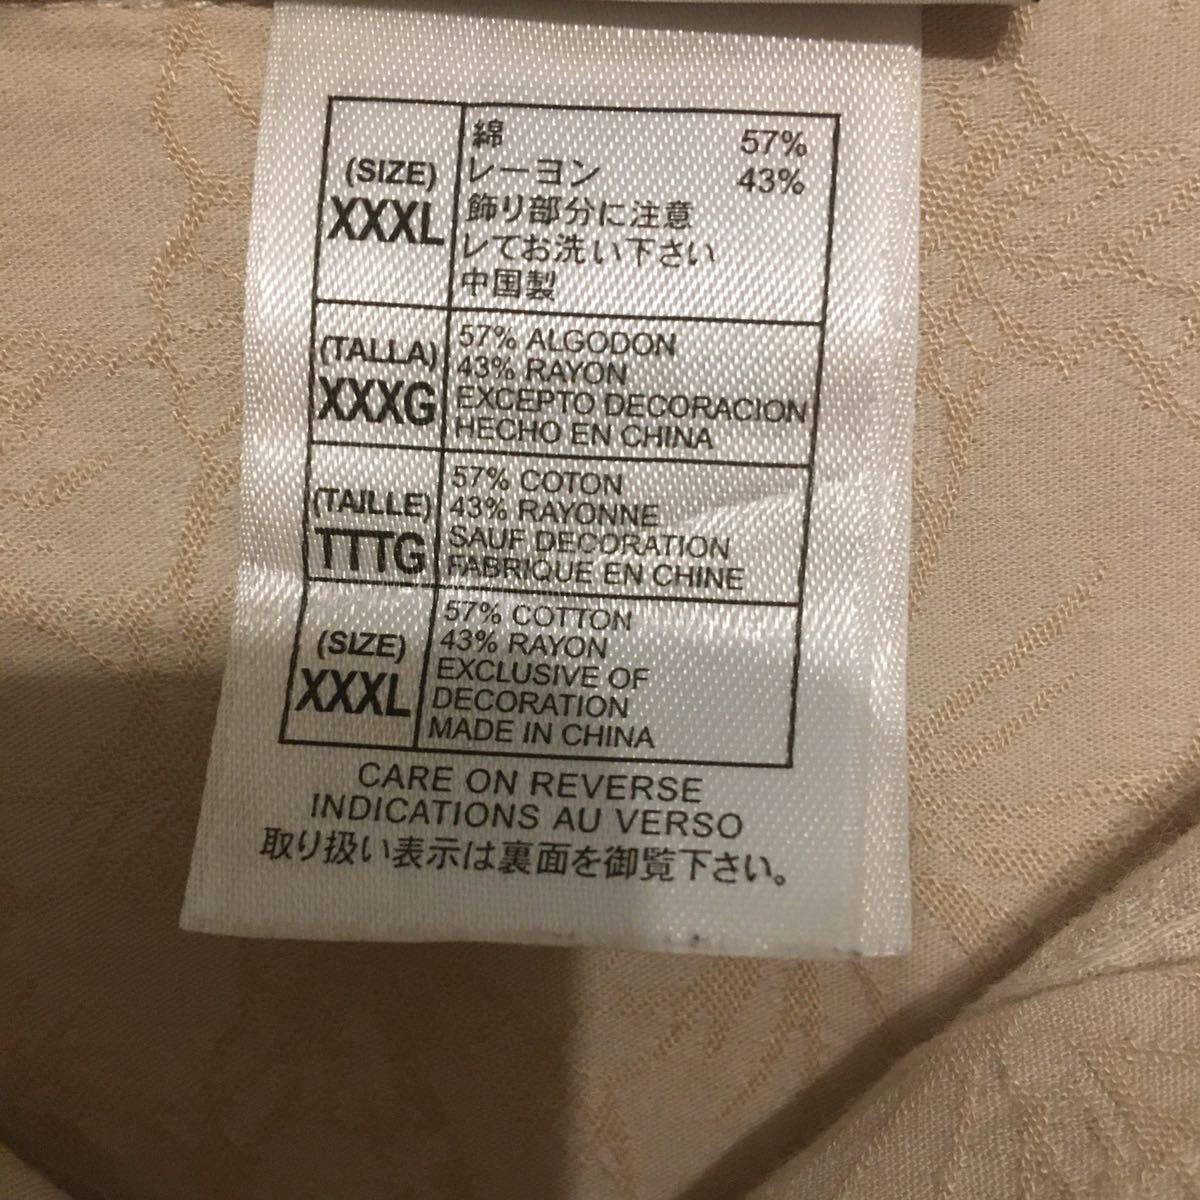 (SIZE)
XXXL
綿 57%
レーヨン 43%
飾り部分に注意
レてお洗い下さい
中国製
(TALLA)
XXXG
57% ALGODON
43% RAYON
EXCEPTO DECORACION
HECHO EN CHINA
(TAILLE)
TTTG
57% COTON
43% RAYONNE
SAUF DECORATION
FABRIQUE EN CHINE
(SIZE)
XXXL
57% COTTON
43% RAYON
EXCLUSIVE OF
DECORATION
MADE IN CHINA
CARE ON REVERSE
INDICATIONS AU VERSO
取り扱い表示は裏面を御覧下さい。